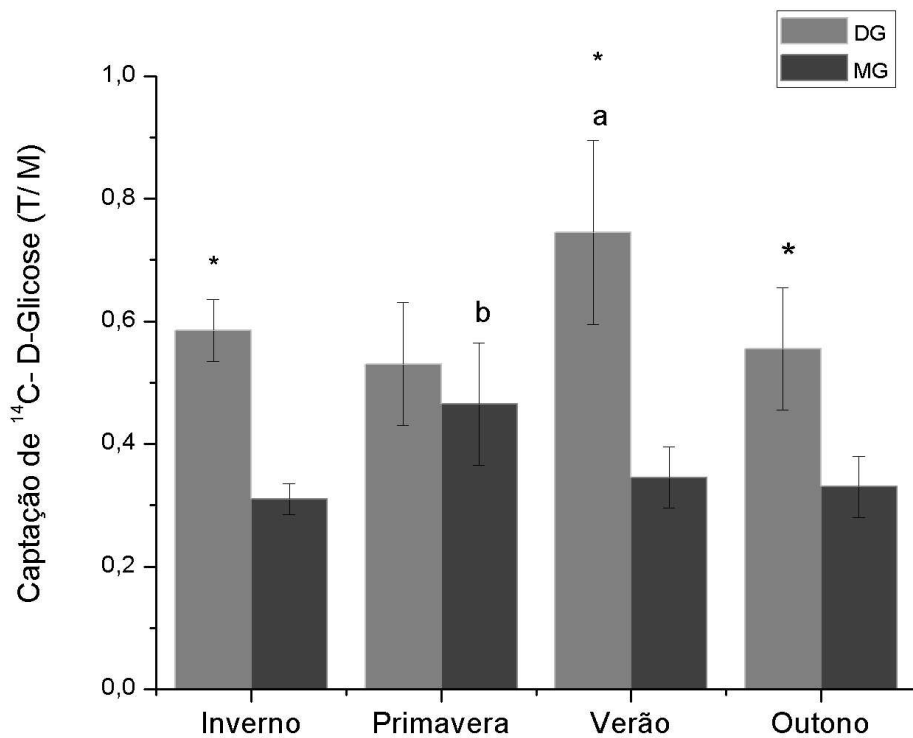 DG
MG
*
1,0
a
Captação de ¹⁴C- D-Glicose (T/ M)
0,8
*
*
0,6
b
0,4
0,2
0,0
Inverno Primavera Verão Outono